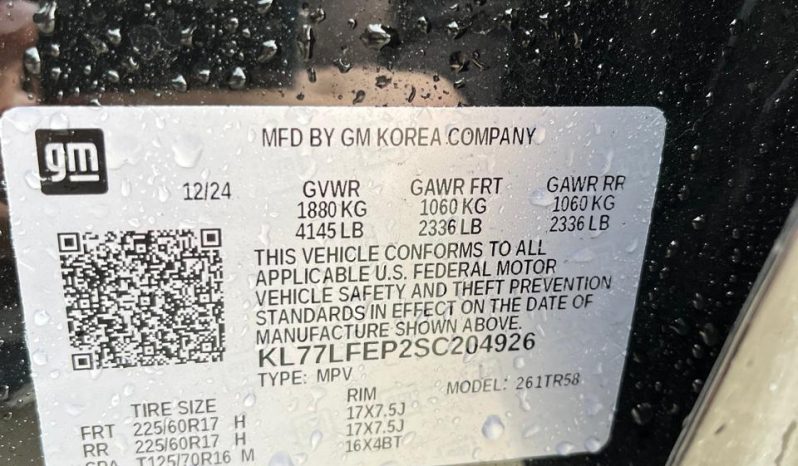 gm
MFD BY GM KOREA COMPANY
12/24 GVWR GAWR FRT GAWR RR
1880 KG 1060 KG 1060 KG
4145 LB 2336 LB 2336 LB
THIS VEHICLE CONFORMS TO ALL
APPLICABLE U.S. FEDERAL MOTOR
VEHICLE SAFETY AND THEFT PREVENTION
STANDARDS IN EFFECT ON THE DATE OF
MANUFACTURE SHOWN ABOVE.
KL77LFEP2SC204926
TYPE: MPV MODEL: 261TR58
TIRE SIZE RIM
FRT 225/60R17 H 17X7.5J
RR 225/60R17 H 17X7.5J
SPA T125/70R16 M 16X4BT